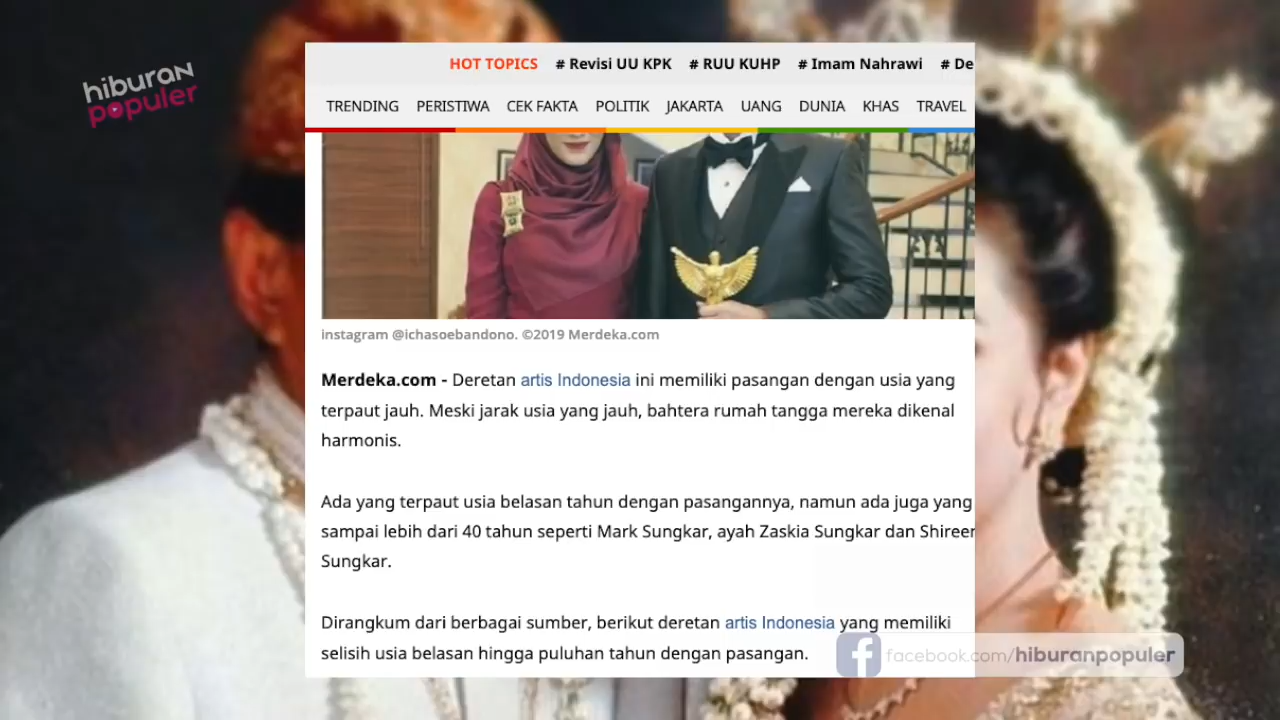 hiburan
populer
HOT TOPICS # Revisi UU KPK # RUU KUHP # Imam Nahrawi # De
TRENDING PERISTIWA CEK FAKTA POLITIK JAKARTA UANG DUNIA KHAS TRAVEL
instagram @ichasoebandono. ©2019 Merdeka.com
Merdeka.com - Deretan artis Indonesia ini memiliki pasangan dengan usia yang
terpaut jauh. Meski jarak usia yang jauh, bahtera rumah tangga mereka dikenal
harmonis.
Ada yang terpaut usia belasan tahun dengan pasangannya, namun ada juga yang
sampai lebih dari 40 tahun seperti Mark Sungkar, ayah Zaskia Sungkar dan Shireen
Sungkar.
Dirangkum dari berbagai sumber, berikut deretan artis Indonesia yang memiliki
selisih usia belasan hingga puluhan tahun dengan pasangan.
facebook.com/hiburanpopuler